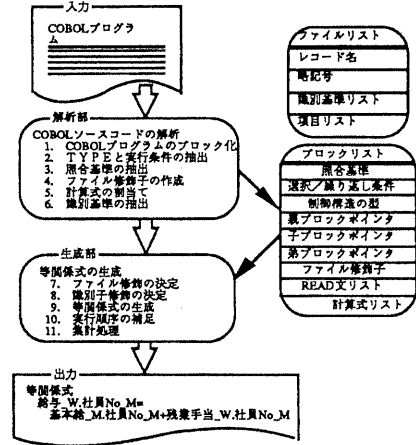 入力
COBOLプログラ
ム
解析部
COBOLソースコードの解析
1. COBOLプログラムのブロック化
2. TYPEと実行条件の抽出
3. 照合基準の抽出
4. ファイル修飾子の作成
5. 計算式の割当て
6. 識別基準の抽出
生成部
等関係式の生成
7. ファイル修飾の決定
8. 識別子修飾の決定
9. 等関係式の生成
10. 実行順序の補足
11. 集計処理
出力
等関係式
給与_W.社員No_M=
基本給_M.社員No_M+残業手当_W.社員No_M
ファイルリスト
レコード名
略記号
識別基準リスト
項目リスト
ブロックリスト
照合基準
選択/繰り返し条件
制御構造の型
親ブロックポインタ
子ブロックポインタ
弟ブロックポインタ
ファイル修飾子
READ文リスト
計算式リスト